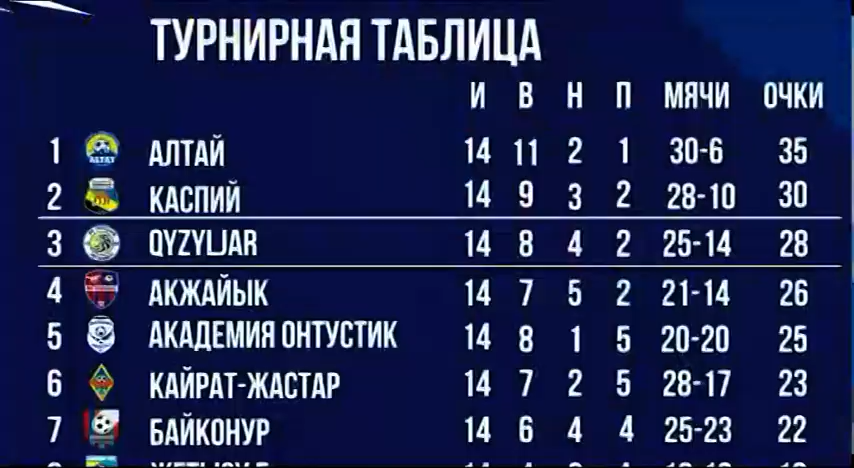 ТУРНИРНАЯ ТАБЛИЦА
И В Н П МЯЧИ ОЧКИ
1 АЛТАЙ 14 11 2 1 30-6 35
2 КАСПИЙ 14 9 3 2 28-10 30
3 QYZYLJAR 14 8 4 2 25-14 28
4 АКЖАЙЫК 14 7 5 2 21-14 26
5 АКАДЕМИЯ ОНТУСТИК 14 8 1 5 20-20 25
6 КАЙРАТ-ЖАСТАР 14 7 2 5 28-17 23
7 БАЙКОНУР 14 6 4 4 25-23 22